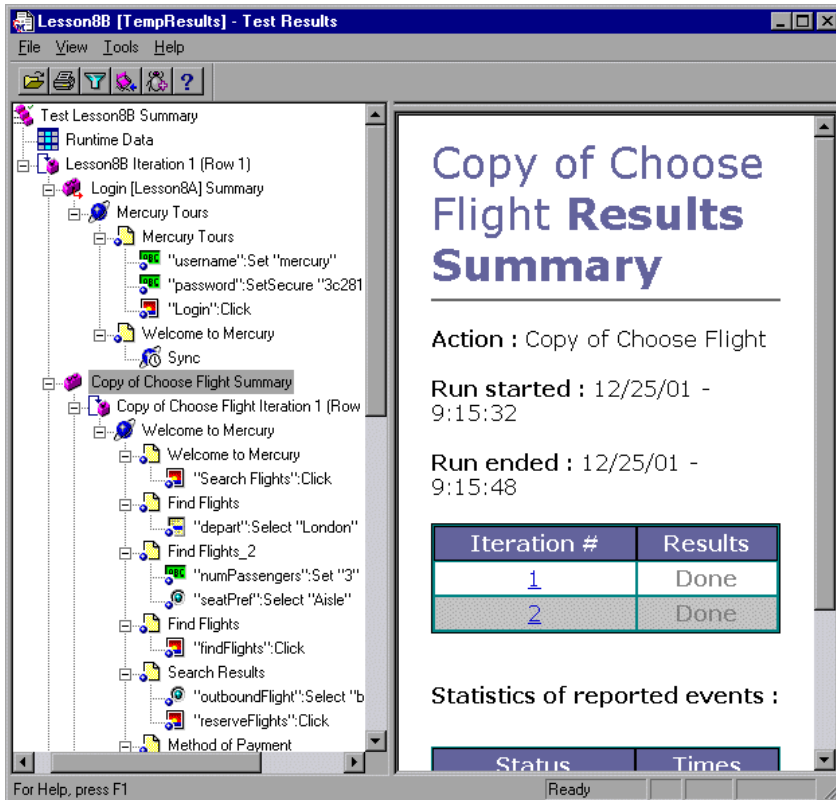 Lesson8B [TempResults] - Test Results
File View Tools Help
Test Lesson8B Summary
Runtime Data
Lesson8B Iteration 1 (Row 1)
Login [Lesson8A] Summary
Mercury Tours
Mercury Tours
"username":Set "mercury"
"password":SetSecure "3c281
"Login":Click
Welcome to Mercury
Sync
Copy of Choose Flight Summary
Copy of Choose Flight Iteration 1 (Row
Welcome to Mercury
Welcome to Mercury
"Search Flights":Click
Find Flights
"depart":Select "London"
Find Flights_2
"numPassengers":Set "3"
"seatPref":Select "Aisle"
Find Flights
"findFlights":Click
Search Results
"outboundFlight":Select "b
"reserveFlights":Click
Method of Payment
Copy of Choose
Flight Results
Summary
Action : Copy of Choose Flight
Run started : 12/25/01 -
9:15:32
Run ended : 12/25/01 -
9:15:48
Iteration # Results
1 Done
2 Done
Statistics of reported events :
Status Times
For Help, press F1
Ready